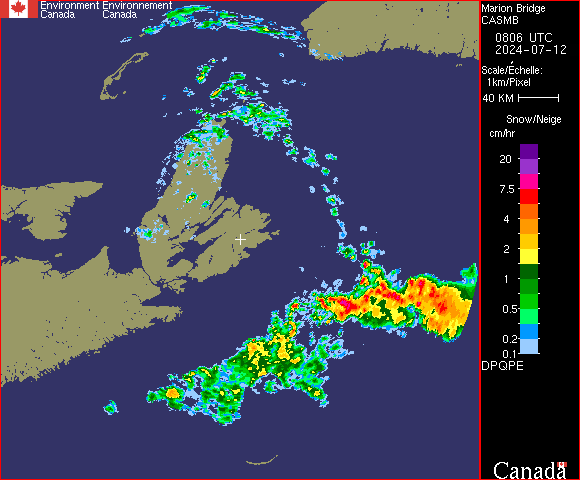 Environment Environnement
Canada Canada
Marion Bridge
CASMB
0806 UTC
2024-07-12
Scale/Échelle:
1km/Pixel
40 KM
Snow/Neige
cm/hr
20
7.5
4
2
1
0.5
0.2
0.1
DPQPE
Canada